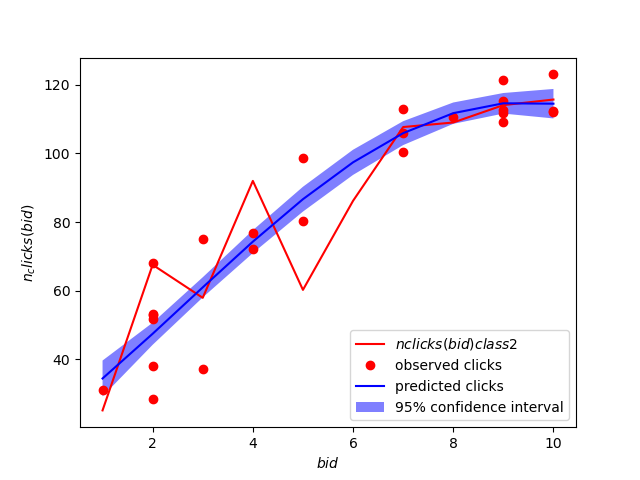 120
100
80
60
40
n_clicks(bid)
nclicks(bid)class2
observed clicks
predicted clicks
95% confidence interval
2
4
6
8
10
bid